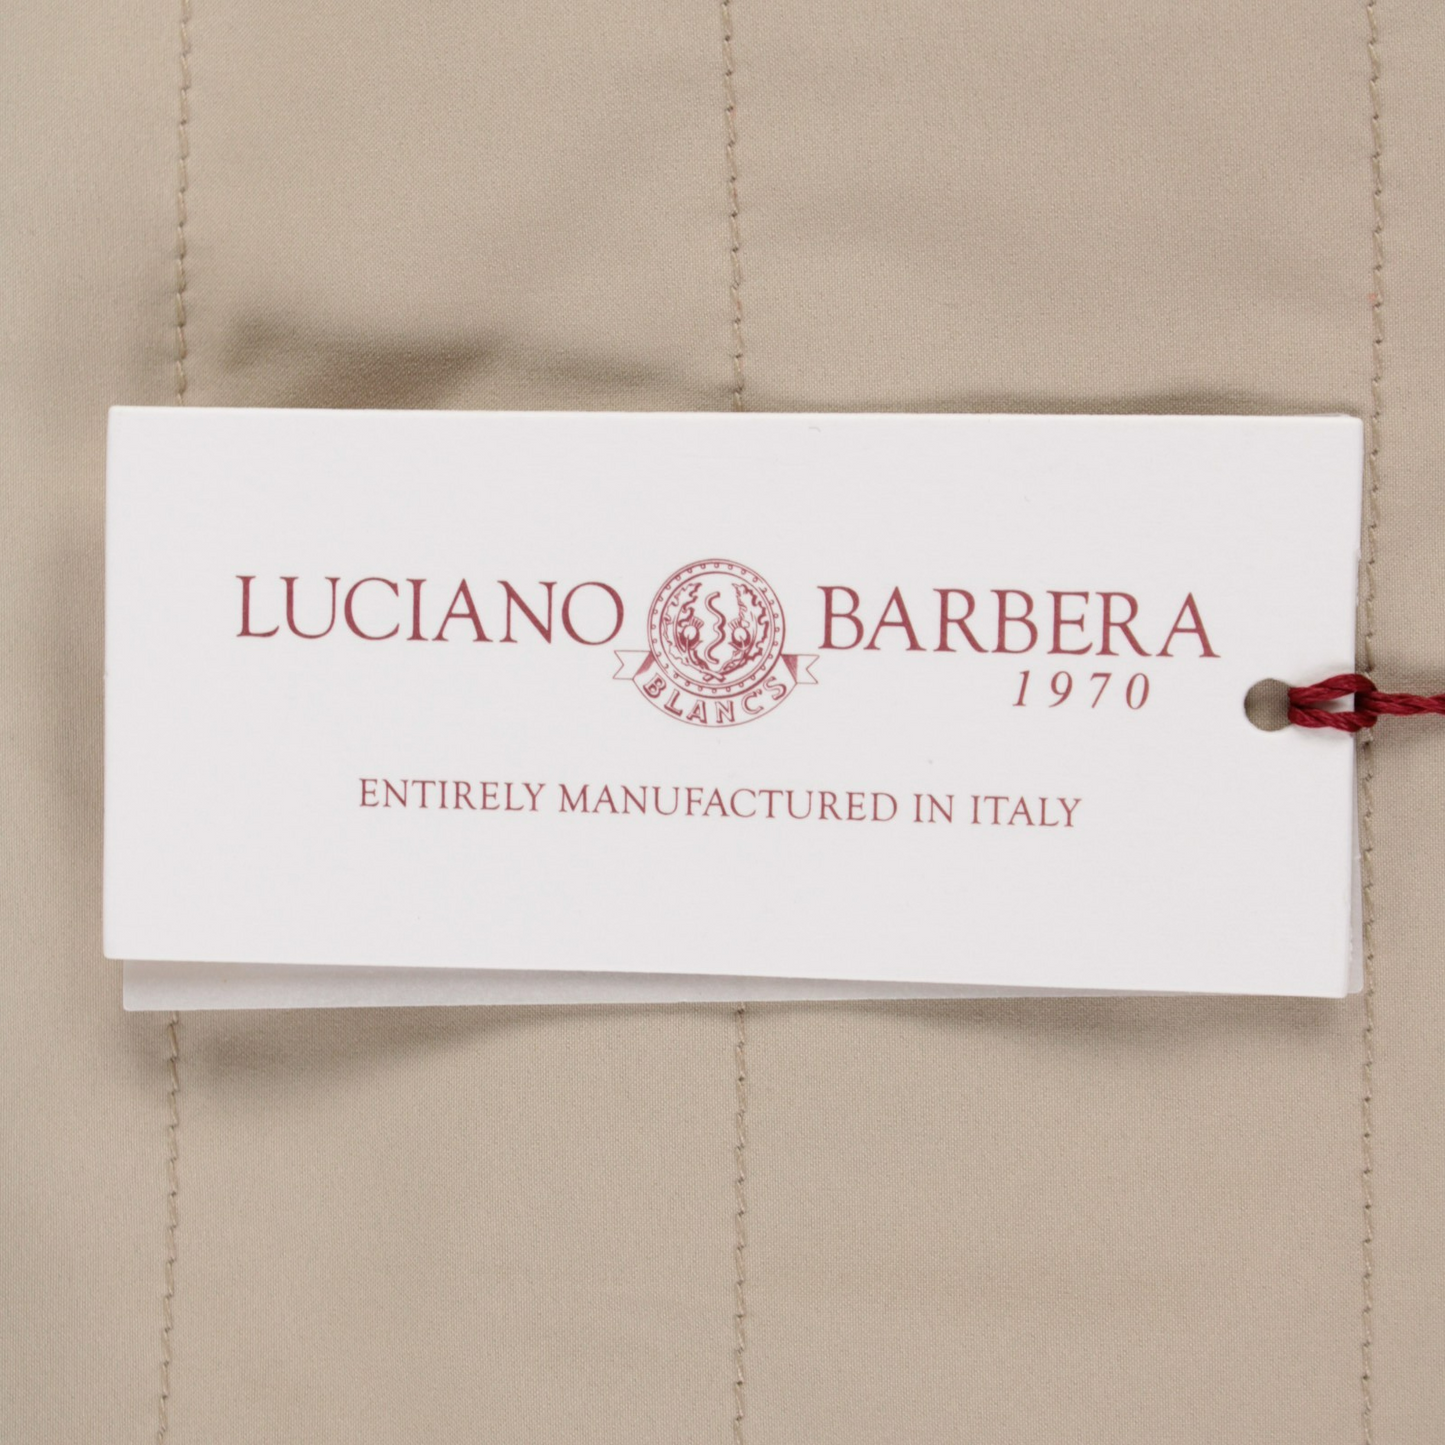 LUCIANO BARBERA
1970
BLANC'S
ENTIRELY MANUFACTURED IN ITALY